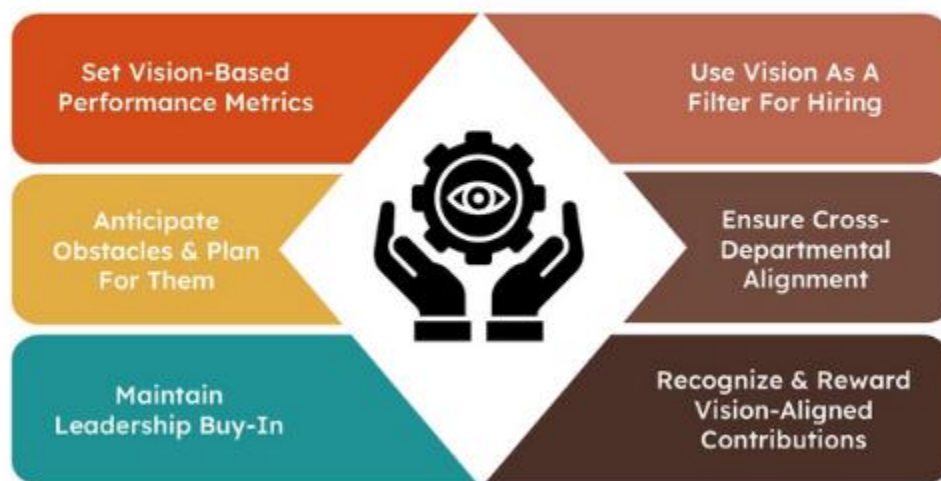 Set Vision-Based
Performance Metrics
Use Vision As A
Filter For Hiring
Anticipate
Obstacles & Plan
For Them
Ensure Cross-
Departmental
Alignment
Maintain
Leadership Buy-In
Recognize & Reward
Vision-Aligned
Contributions